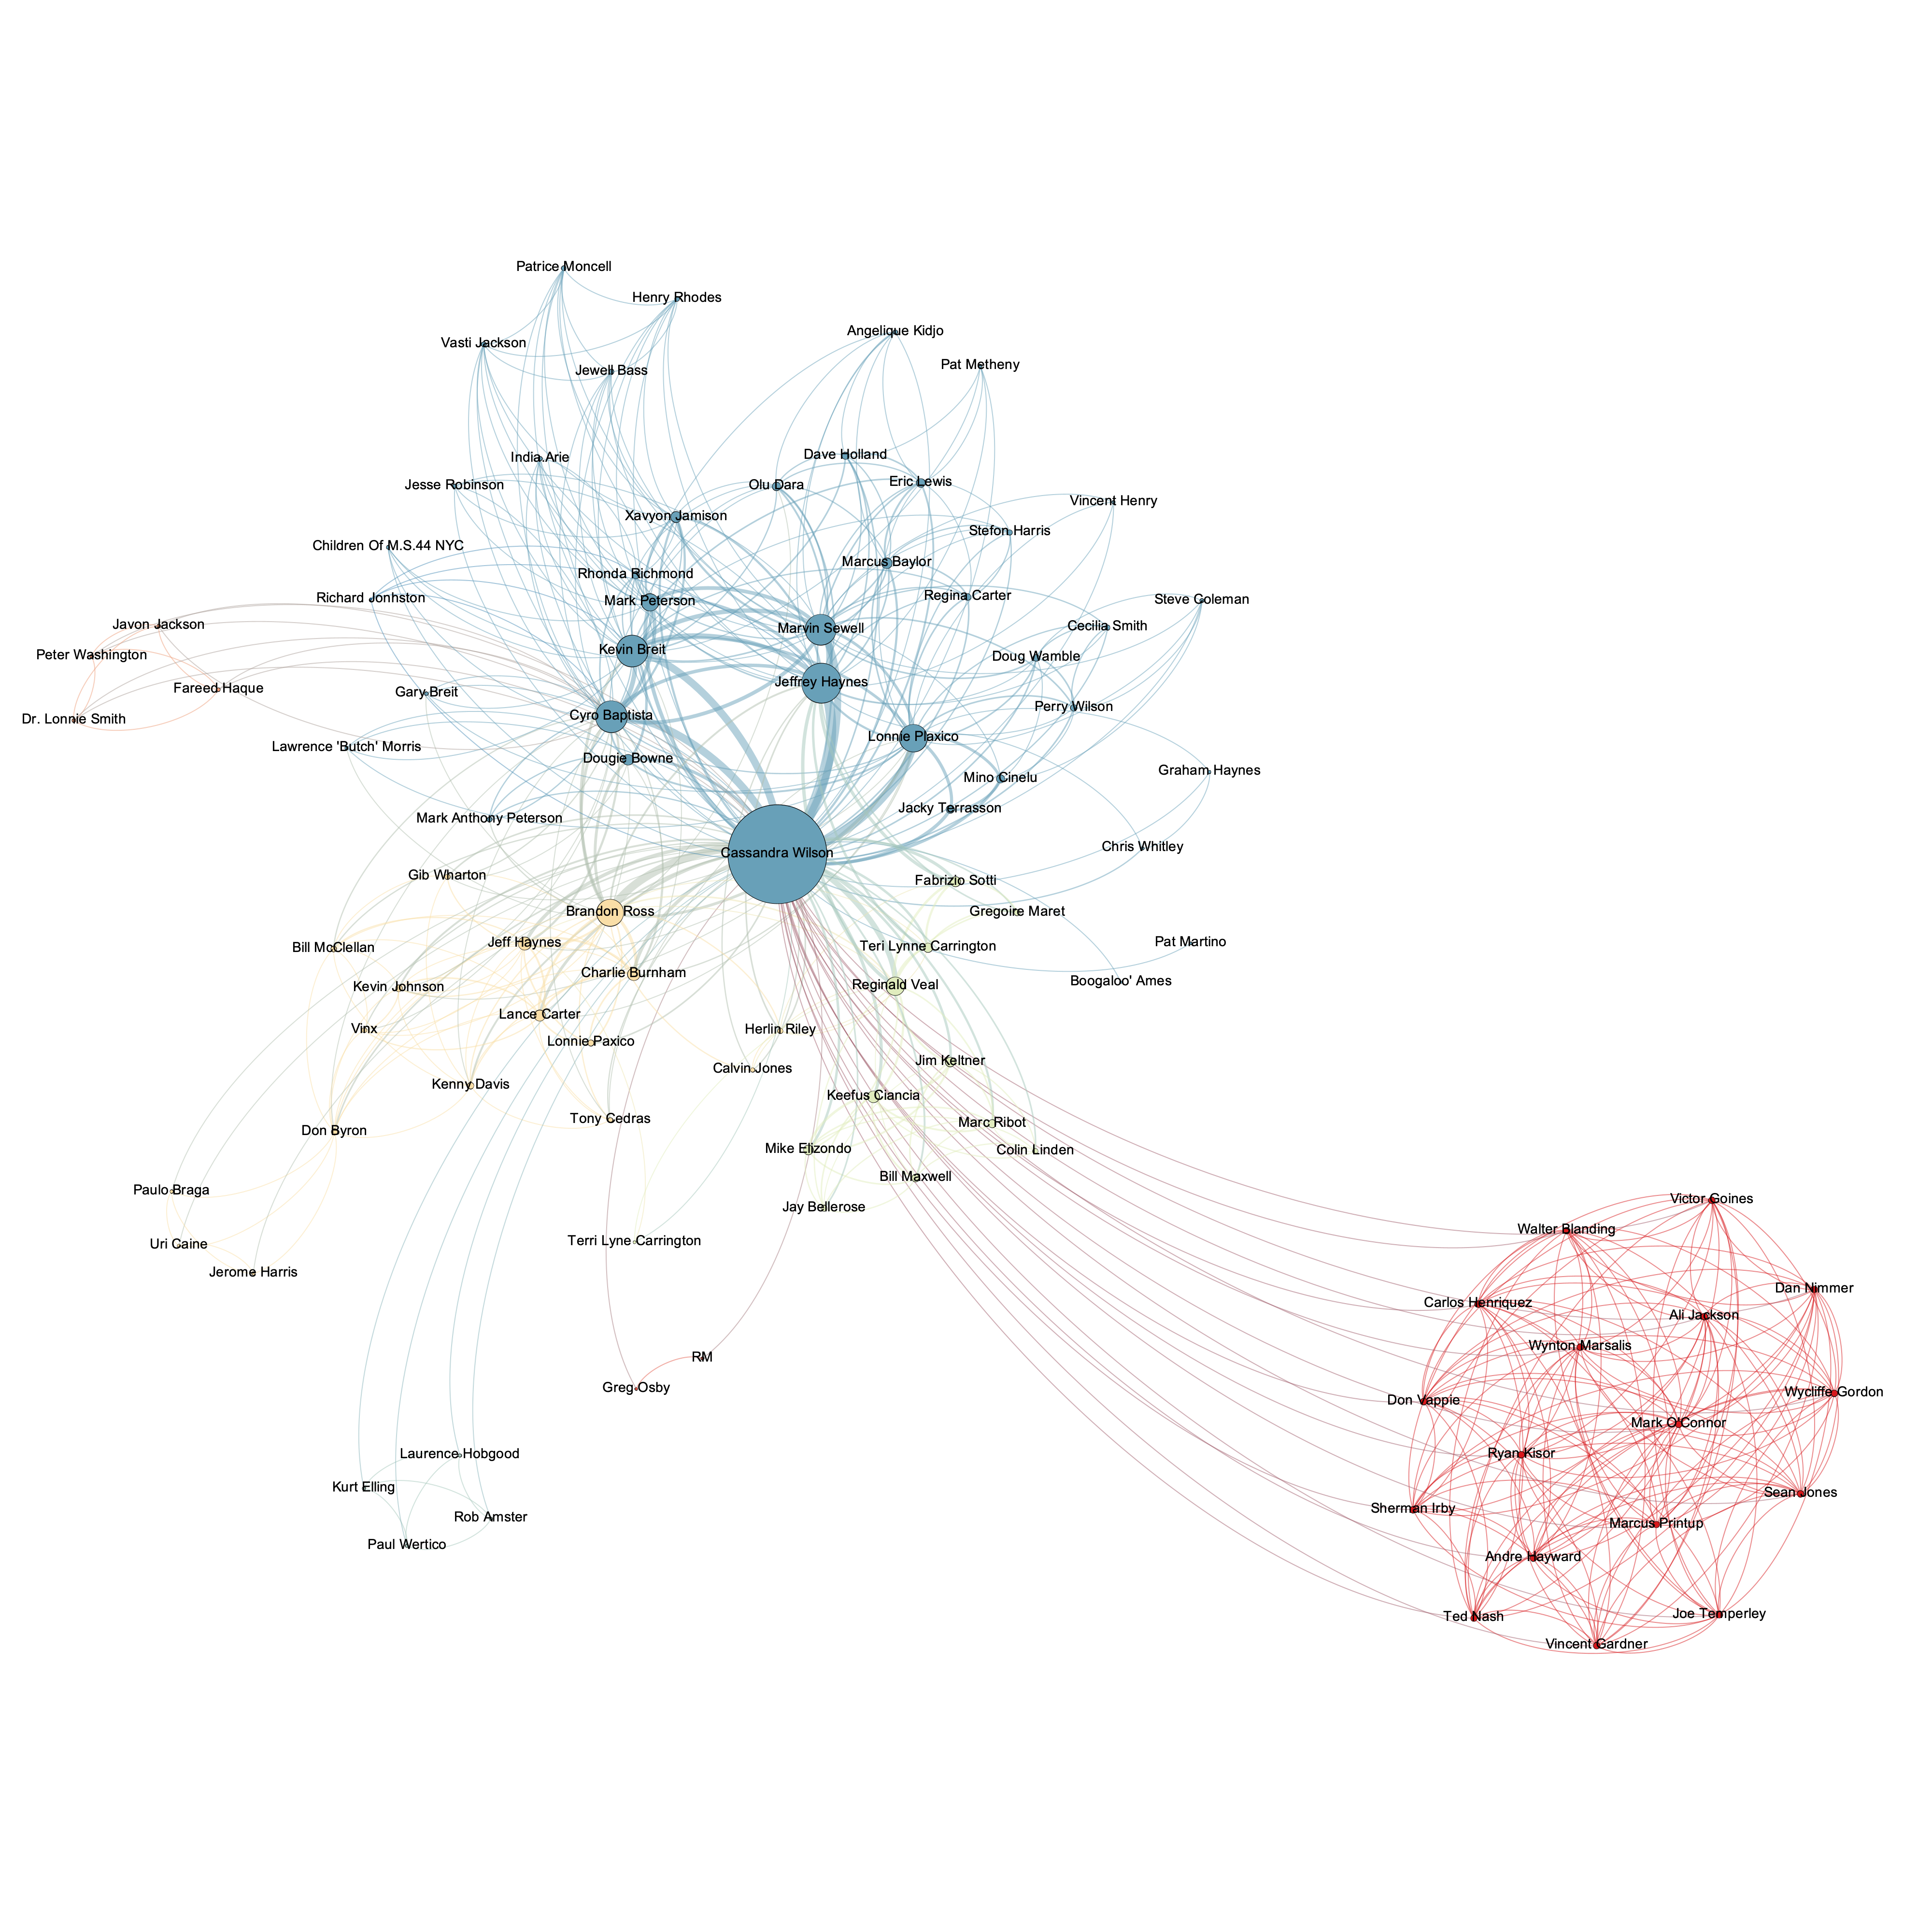 Patrice Moncell
Henry Rhodes
Angelique Kidjo
Vasti Jackson
Pat Metheny
Jewell Bass
Dave Holland
India.Arie
Eric Lewis
Jesse Robinson
Olu Dara
Vincent Henry
Xavyon Jamison
Stefon Harris
Children Of M.S.44 NYC
Marcus Baylor
Rhonda Richmond
Regina Carter
Richard Jonhston
Mark Peterson
Steve Coleman
Javon Jackson
Marvin Sewell
Cecilia Smith
Kevin Breit
Peter Washington
Doug Wamble
Jeffrey Haynes
Fareed Haque
Gary Breit
Perry Wilson
Cyro Baptista
Dr. Lonnie Smith
Lonnie Plaxico
Lawrence 'Butch' Morris
Dougie Bowne
Graham Haynes
Mino Cinelu
Jacky Terrasson
Mark Anthony Peterson
Chris Whitley
Cassandra Wilson
Gib Wharton
Fabrizio Sotti
Brandon Ross
Gregoire Maret
Jeff Haynes
Pat Martino
Bill McClellan
Teri Lynne Carrington
Charlie Burnham
Boogaloo' Ames
Reginald Veal
Kevin Johnson
Lance Carter
Vinx
Herlin Riley
Lonnie Paxico
Jim Keltner
Calvin Jones
Kenny Davis
Keefus Ciancia
Tony Cedras
Marc Ribot
Don Byron
Mike Elizondo
Colin Linden
Bill Maxwell
Paulo Braga
Victor Goines
Jay Bellerose
Walter Blanding
Terri Lyne Carrington
Uri Caine
Jerome Harris
Dan Nimmer
Carlos Henriquez
Ali Jackson
Wynton Marsalis
RM
Greg Osby
Wycliffe Gordon
Don Vappie
Mark O'Connor
Laurence Hobgood
Ryan Kisor
Kurt Elling
Sean Jones
Sherman Irby
Rob Amster
Marcus Printup
Paul Wertico
Andre Hayward
Joe Temperley
Ted Nash
Vincent Gardner